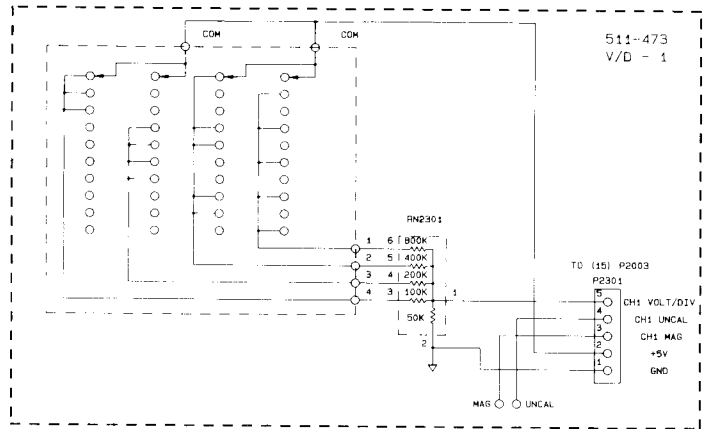 COM
COM
511-473
V/D - 1
RN2301
1 6 800K
2 5 400K
3 4 200K
4 3 100K
1
50K
2
TO (15) P2003
P2301
5 CH1 VOLT/DIV
4 CH1 UNCAL
3 CH1 MAG
2 +5V
1 GND
MAG
UNCAL